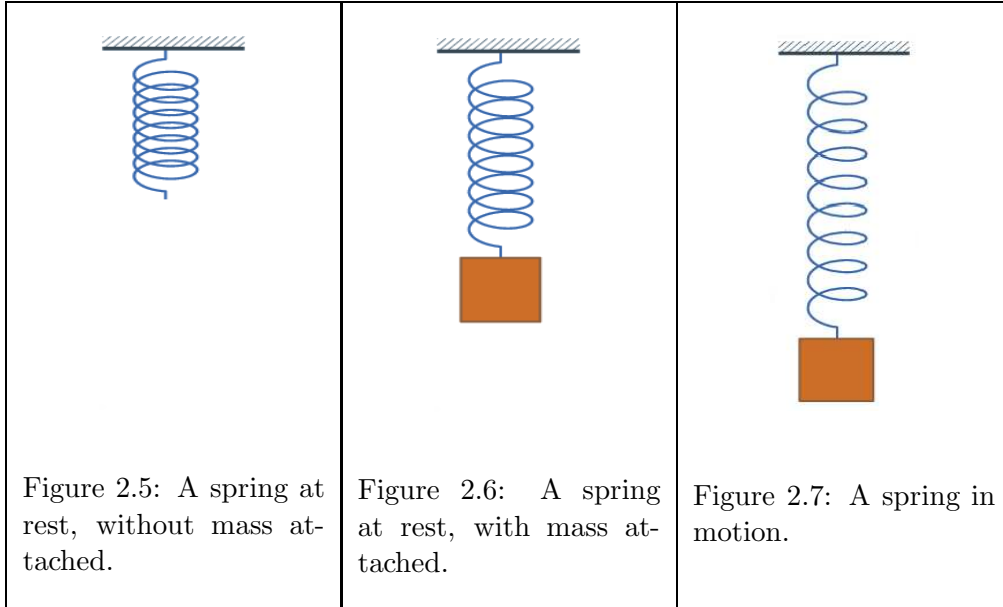 Figure 2.5: A spring at
rest, without mass at-
tached.
Figure 2.6: A spring
at rest, with mass at-
tached.
Figure 2.7: A spring in
motion.